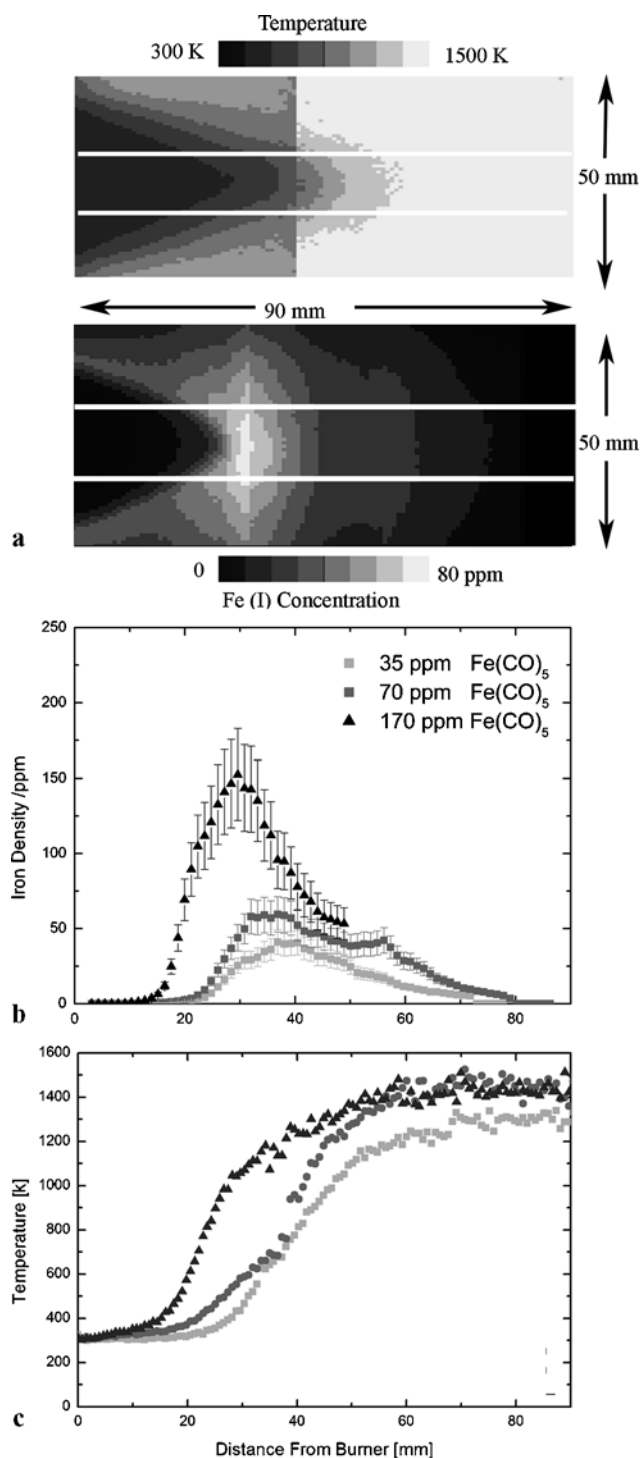 Temperature
300 K 1500 K
50 mm
90 mm
50 mm
a
0 80 ppm
Fe (I) Concentration
250
200
150
100
50
0
Iron Density /ppm
35 ppm Fe(CO)5
70 ppm Fe(CO)5
170 ppm Fe(CO)5
0 20 40 60 80
b
1600
1400
1200
1000
800
600
400
200
0
Temperature [k]
0 20 40 60 80
c
Distance From Burner [mm]